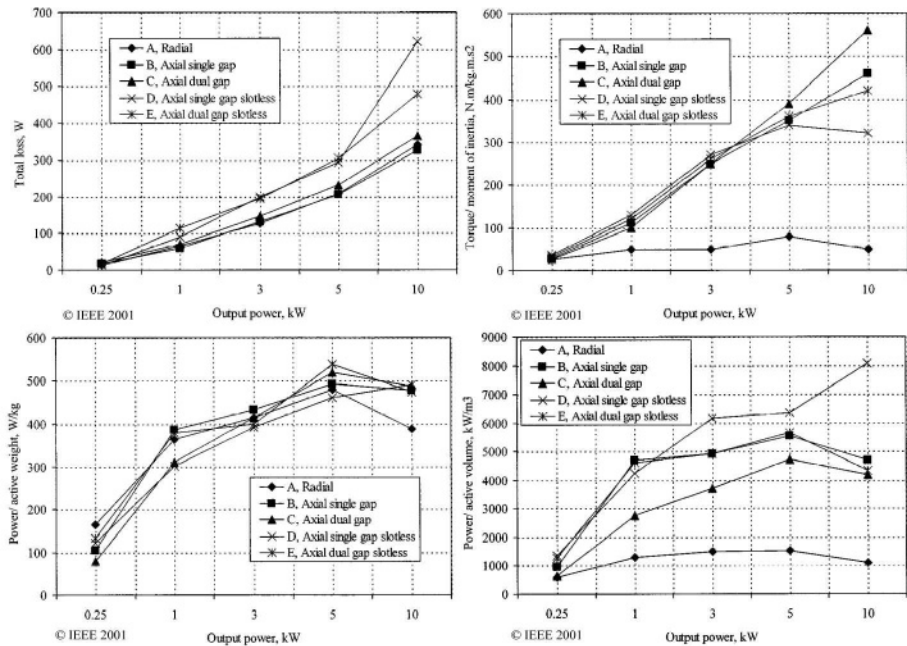 Total loss, W
700
600
500
400
300
200
100
0
A, Radial
B, Axial single gap
C, Axial dual gap
D, Axial single gap slotless
E, Axial dual gap slotless
0.25 1 3 5 10
© IEEE 2001 Output power, kW
Torque/ moment of inertia, N.m/kg.m.s2
600
500
400
300
200
100
0
A, Radial
B, Axial single gap
C, Axial dual gap
D, Axial single gap slotless
E, Axial dual gap slotless
0.25 1 3 5 10
© IEEE 2001 Output power, kW
Power/ active weight, W/kg
600
500
400
300
200
100
0
A, Radial
B, Axial single gap
C, Axial dual gap
D, Axial single gap slotless
E, Axial dual gap slotless
0.25 1 3 5 10
© IEEE 2001 Output power, kW
Power/ active volume, kW/m3
9000
8000
7000
6000
5000
4000
3000
2000
1000
0
A, Radial
B, Axial single gap
C, Axial dual gap
D, Axial single gap slotless
E, Axial dual gap slotless
0.25 1 3 5 10
© IEEE 2001 Output power, kW